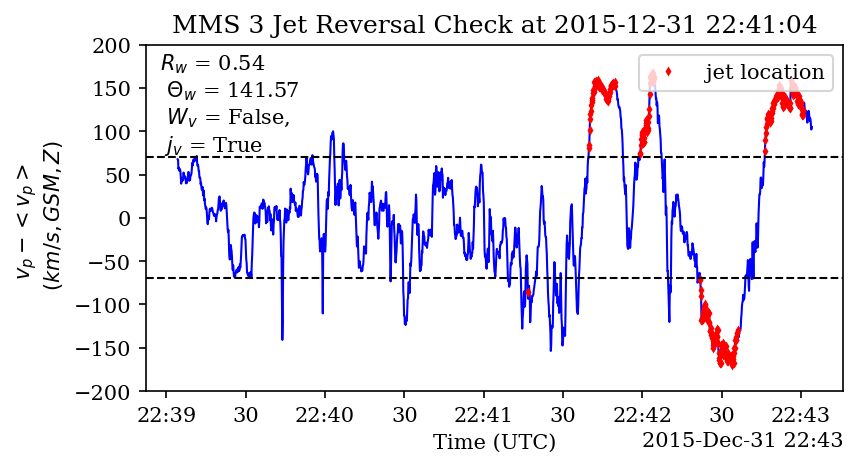 MMS 3 Jet Reversal Check at 2015-12-31 22:41:04
R_w = 0.54
Θ_w = 141.57
W_v = False,
j_v = True
jet location
v_p − < v_p >
(km/s, GSM, Z)
200
150
100
50
0
−50
−100
−150
−200
22:39 30 22:40 30 22:41 30 22:42 30 22:43
Time (UTC)
2015-Dec-31 22:43